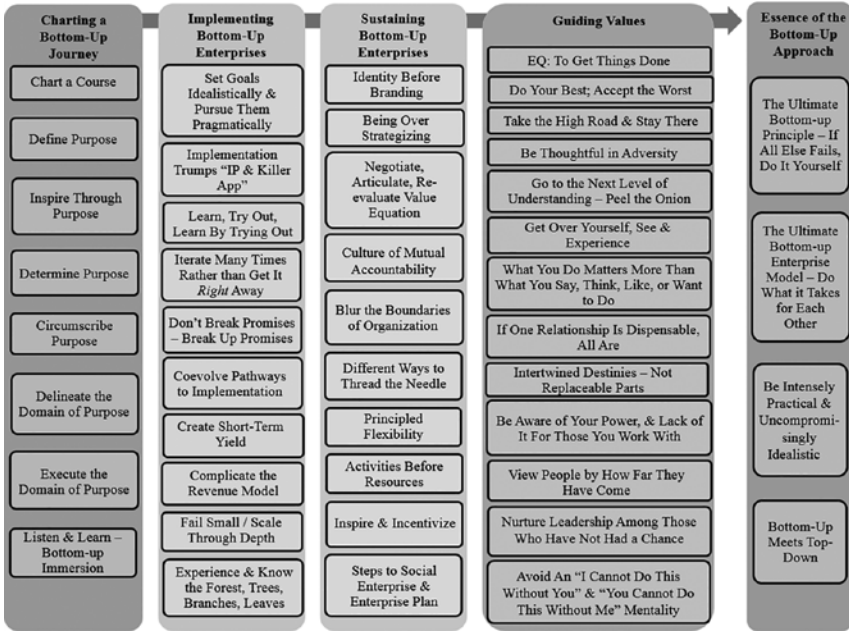 Charting a
Bottom-Up
Journey
Chart a Course
Define Purpose
Inspire Through
Purpose
Determine Purpose
Circumscribe
Purpose
Delineate the
Domain of Purpose
Execute the
Domain of Purpose
Listen & Learn –
Bottom-up
Immersion
Implementing
Bottom-Up
Enterprises
Set Goals
Idealistically &
Pursue Them
Pragmatically
Implementation
Trumps “IP & Killer
App”
Learn, Try Out,
Learn By Trying Out
Iterate Many Times
Rather than Get It
Right Away
Don’t Break Promises
– Break Up Promises
Coevolve Pathways
to Implementation
Create Short-Term
Yield
Complicate the
Revenue Model
Fail Small / Scale
Through Depth
Experience & Know
the Forest, Trees,
Branches, Leaves
Sustaining
Bottom-Up
Enterprises
Identity Before
Branding
Being Over
Strategizing
Negotiate,
Articulate, Re-
evaluate Value
Equation
Culture of Mutual
Accountability
Blur the Boundaries
of Organization
Different Ways to
Thread the Needle
Principled
Flexibility
Activities Before
Resources
Inspire & Incentivize
Steps to Social
Enterprise &
Enterprise Plan
Guiding Values
EQ: To Get Things Done
Do Your Best; Accept the Worst
Take the High Road & Stay There
Be Thoughtful in Adversity
Go to the Next Level of
Understanding – Peel the Onion
Get Over Yourself, See &
Experience
What You Do Matters More Than
What You Say, Think, Like, or Want
to Do
If One Relationship Is Dispensable,
All Are
Intertwined Destinies – Not
Replaceable Parts
Be Aware of Your Power, & Lack of
It For Those You Work With
View People by How Far They
Have Come
Nurture Leadership Among Those
Who Have Not Had a Chance
Avoid An “I Cannot Do This
Without You” & “You Cannot
Do This Without Me” Mentality
Essence of the
Bottom-Up
Approach
The Ultimate
Bottom-up
Principle – If
All Else Fails,
Do It Yourself
The Ultimate
Bottom-up
Enterprise
Model – Do
What it Takes
for Each
Other
Be Intensely
Practical &
Uncompromi-
singly
Idealistic
Bottom-Up
Meets Top-
Down